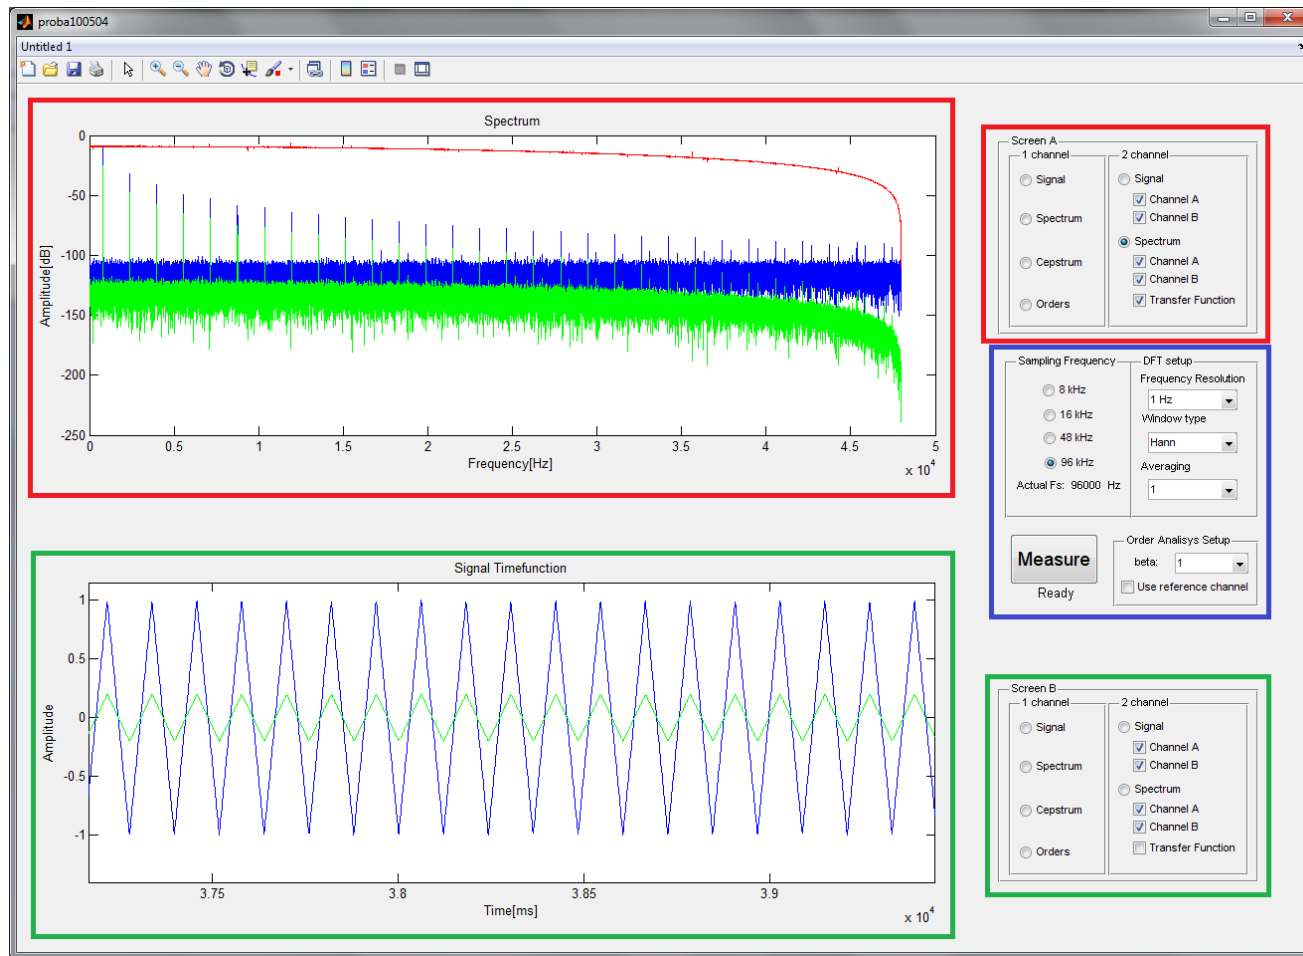 proba100504
Untitled 1
Spectrum
0
-50
-100
-150
-200
-250
Amplitude[dB]
0 0.5 1 1.5 2 2.5 3 3.5 4 4.5 5
Frequency[Hz]
x 10^4
Screen A
1 channel
Signal
Spectrum
Cepstrum
Orders
2 channel
Signal
Channel A
Channel B
Spectrum
Channel A
Channel B
Transfer Function
Sampling Frequency
8 kHz
16 kHz
48 kHz
96 kHz
Actual Fs: 96000 Hz
DFT setup
Frequency Resolution
1 Hz
Window type
Hann
Averaging
1
Measure
Ready
Order Analisys Setup
beta: 1
Use reference channel
Signal Timefunction
1
0.5
0
-0.5
-1
Amplitude
3.75 3.8 3.85 3.9
Time[ms]
x 10^4
Screen B
1 channel
Signal
Spectrum
Cepstrum
Orders
2 channel
Signal
Channel A
Channel B
Spectrum
Channel A
Channel B
Transfer Function